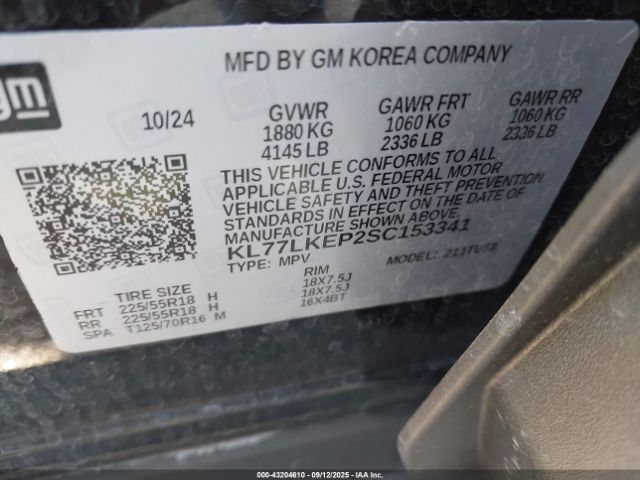 MFD BY GM KOREA COMPANY
gm
10/24 GVWR GAWR FRT GAWR RR
1880 KG 1060 KG 1060 KG
4145 LB 2336 LB 2336 LB
THIS VEHICLE CONFORMS TO ALL
APPLICABLE U.S. FEDERAL MOTOR
VEHICLE SAFETY AND THEFT PREVENTION
STANDARDS IN EFFECT ON THE DATE OF
MANUFACTURE SHOWN ABOVE.
KL77LKEP2SC153341
TYPE: MPV MODEL: 211TU58
TIRE SIZE RIM
FRT 225/55R18 H 18X7.5J
RR 225/55R18 H 18X7.5J
SPA T125/70R16 M 16X4BT
000-43204610 - 09/12/2025 - IAA Inc.